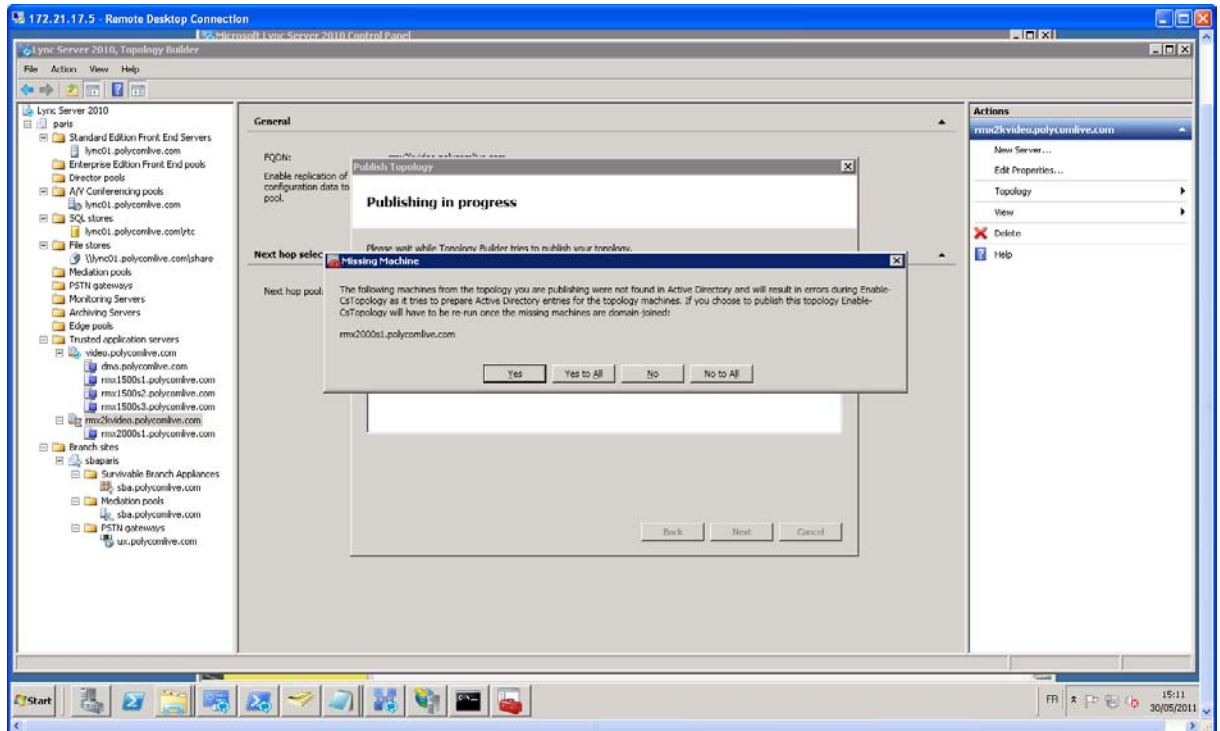 172.21.17.5 - Remote Desktop Connection
Microsoft Lync Server 2010 Control Panel
Lync Server 2010, Topology Builder
File Action View Help
Lync Server 2010
paris
Standard Edition Front End Servers
lync01.polycomlive.com
Enterprise Edition Front End pools
Director pools
A/V Conferencing pools
lync01.polycomlive.com
SQL stores
lync01.polycomlive.com\rtc
File stores
\\lync01.polycomlive.com\share
Mediation pools
PSTN gateways
Monitoring Servers
Archiving Servers
Edge pools
Trusted application servers
video.polycomlive.com
dma.polycomlive.com
rmx1500s1.polycomlive.com
rmx1500s2.polycomlive.com
rmx1500s3.polycomlive.com
rmx2kvideo.polycomlive.com
rmx2000s1.polycomlive.com
Branch sites
sbaparis
Survivable Branch Appliances
sba.polycomlive.com
Mediation pools
sba.polycomlive.com
PSTN gateways
ux.polycomlive.com
General
FQDN:
Enable replication of
configuration data to
pool.
Next hop selec
Next hop pool:
Publish Topology
Publishing in progress
Please wait while Topology Builder tries to publish your topology.
Missing Machine
The following machines from the topology you are publishing were not found in Active Directory and will result in errors during Enable-
CsTopology as it tries to prepare Active Directory entries for the topology machines. If you choose to publish this topology Enable-
CsTopology will have to be re-run once the missing machines are domain-joined:
rmx2000s1.polycomlive.com
Yes Yes to All No No to All
Back Next Cancel
Actions
rmx2kvideo.polycomlive.com
New Server...
Edit Properties...
Topology
View
Delete
Help
Start
FR
15:11
30/05/2011